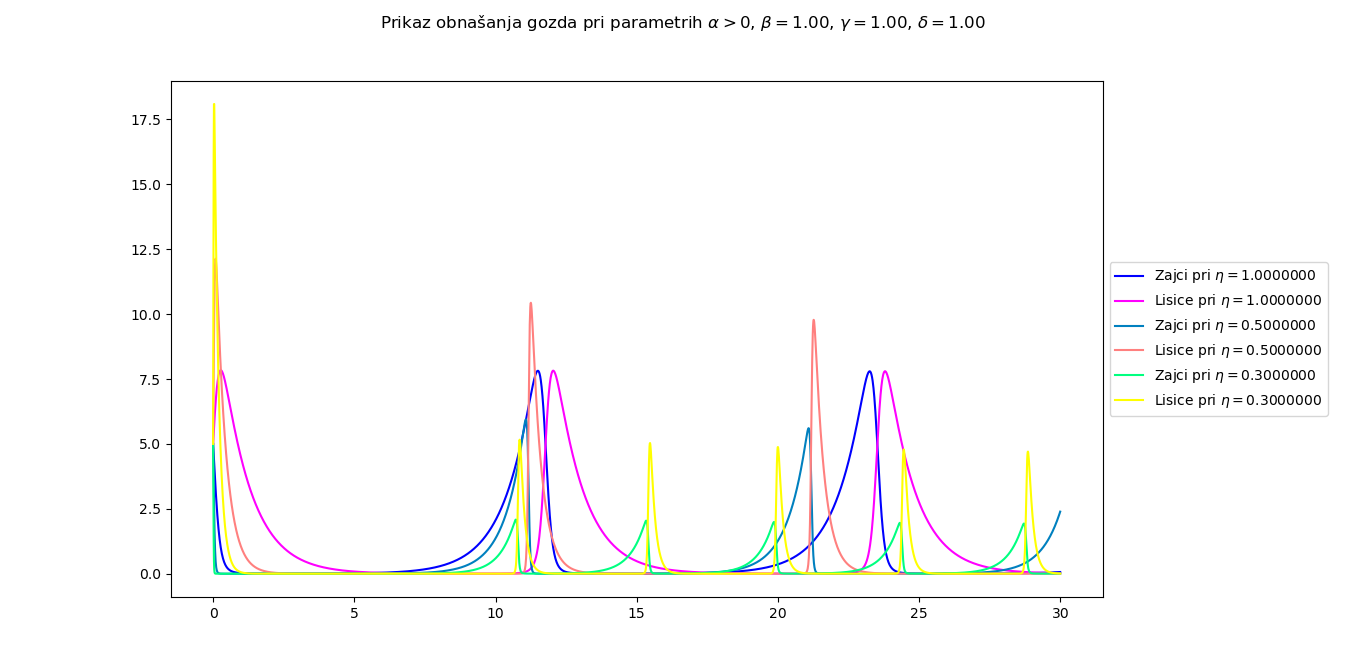 Prikaz obnašanja gozda pri parametrih α > 0, β = 1.00, γ = 1.00, δ = 1.00
17.5
15.0
12.5
10.0
7.5
5.0
2.5
0.0
0 5 10 15 20 25 30
Zajci pri η = 1.0000000
Lisice pri η = 1.0000000
Zajci pri η = 0.5000000
Lisice pri η = 0.5000000
Zajci pri η = 0.3000000
Lisice pri η = 0.3000000